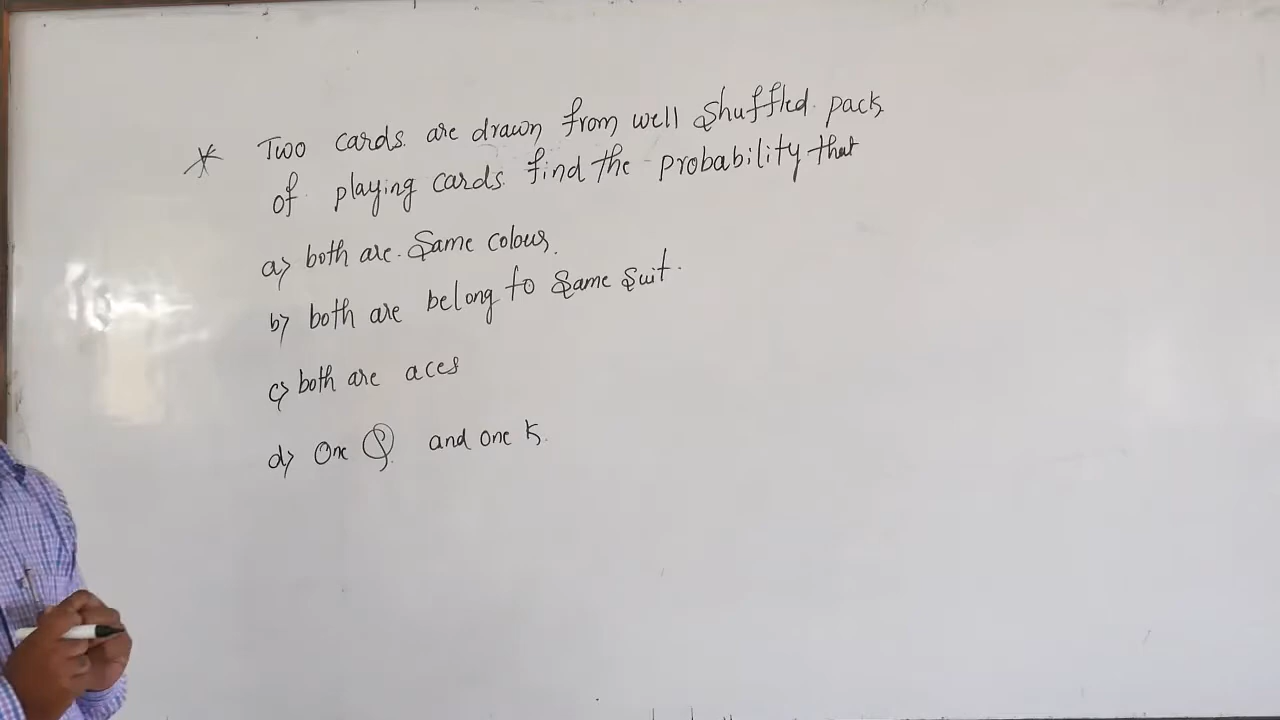 * Two cards. are drawn from well shuffled. pack
of playing cards. find the probability that
a) both are. Same colour.
b) both are belong to same suit.
c) both are aces
d) One Q. and one K.